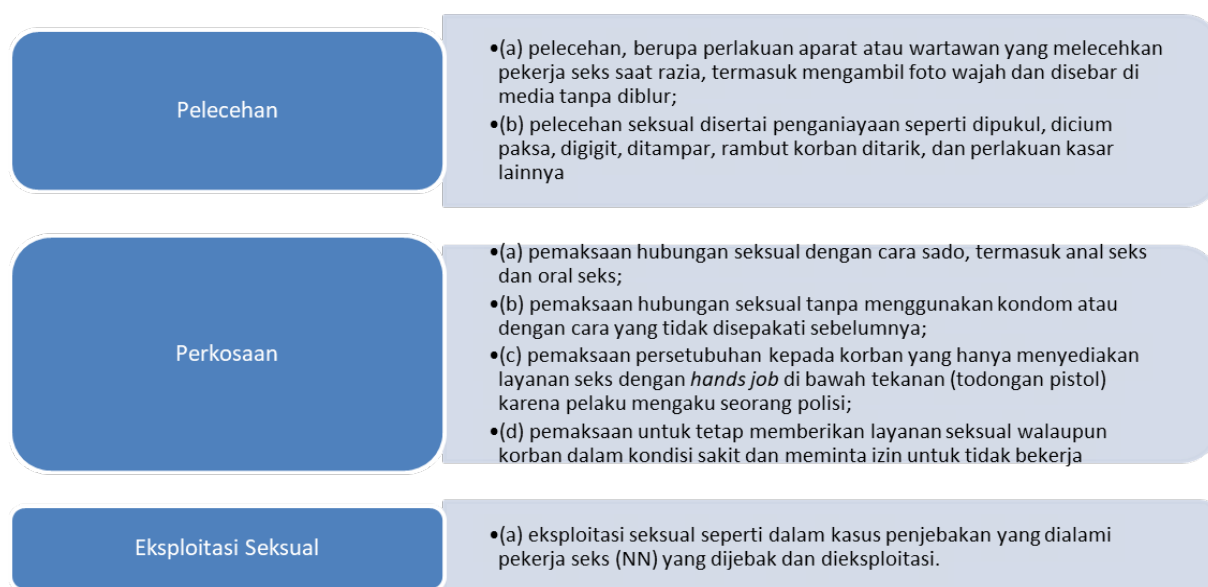 Pelecehan
•(a) pelecehan, berupa perlakuan aparat atau wartawan yang melecehkan
pekerja seks saat razia, termasuk mengambil foto wajah dan disebar di
media tanpa diblur;
•(b) pelecehan seksual disertai penganiayaan seperti dipukul, dicium
paksa, digigit, ditampar, rambut korban ditarik, dan perlakuan kasar
lainnya
Perkosaan
•(a) pemaksaan hubungan seksual dengan cara sado, termasuk anal seks
dan oral seks;
•(b) pemaksaan hubungan seksual tanpa menggunakan kondom atau
dengan cara yang tidak disepakati sebelumnya;
•(c) pemaksaan persetubuhan kepada korban yang hanya menyediakan
layanan seks dengan hands job di bawah tekanan (todongan pistol)
karena pelaku mengaku seorang polisi;
•(d) pemaksaan untuk tetap memberikan layanan seksual walaupun
korban dalam kondisi sakit dan meminta izin untuk tidak bekerja
Eksploitasi Seksual
•(a) eksploitasi seksual seperti dalam kasus penjebakan yang dialami
pekerja seks (NN) yang dijebak dan dieksploitasi.